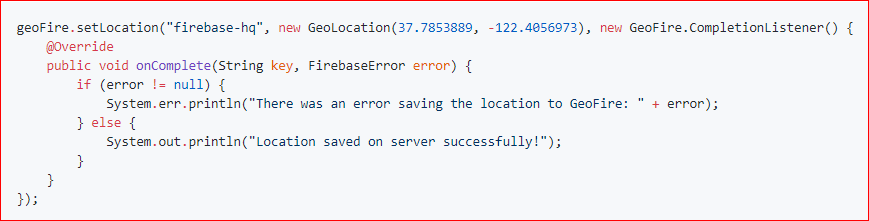 geoFire.setLocation("firebase-hq", new GeoLocation(37.7853889, -122.4056973), new GeoFire.CompletionListener() {
    @Override
    public void onComplete(String key, FirebaseError error) {
        if (error != null) {
            System.err.println("There was an error saving the location to GeoFire: " + error);
        } else {
            System.out.println("Location saved on server successfully!");
        }
    }
});